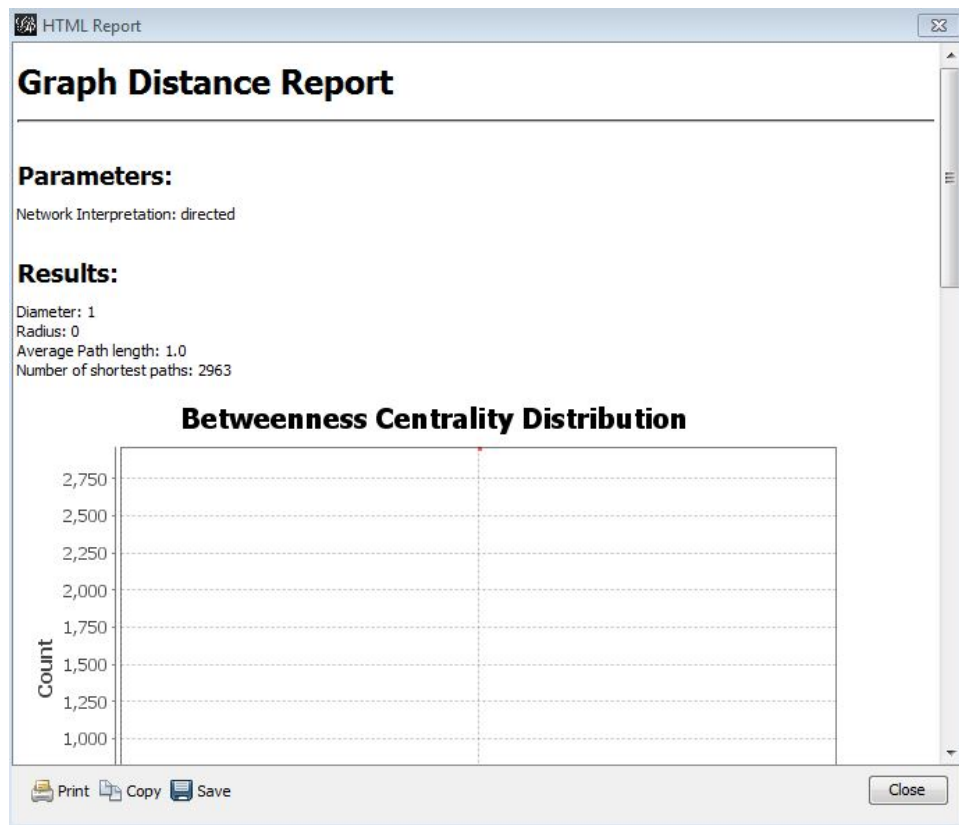 HTML Report
Graph Distance Report
Parameters:
Network Interpretation: directed
Results:
Diameter: 1
Radius: 0
Average Path length: 1.0
Number of shortest paths: 2963
Betweenness Centrality Distribution
2,750
2,500
2,250
2,000
1,750
1,500
1,250
1,000
Count
Print Copy Save Close